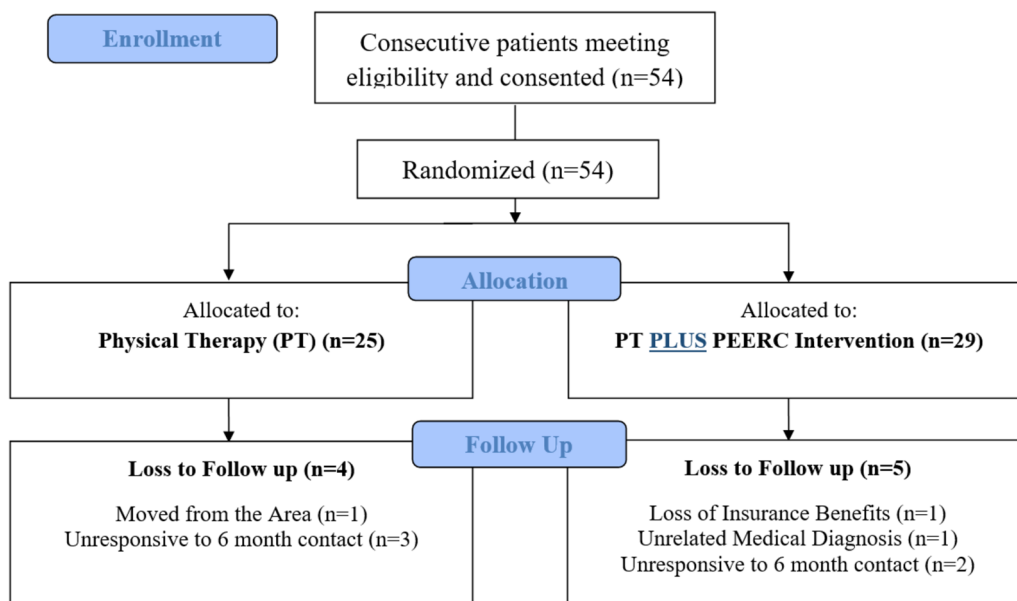 Enrollment
Consecutive patients meeting
eligibility and consented (n=54)
Randomized (n=54)
Allocation
Allocated to:
Physical Therapy (PT) (n=25)
Allocated to:
PT PLUS PEERC Intervention (n=29)
Follow Up
Loss to Follow up (n=4)
Moved from the Area (n=1)
Unresponsive to 6 month contact (n=3)
Loss to Follow up (n=5)
Loss of Insurance Benefits (n=1)
Unrelated Medical Diagnosis (n=1)
Unresponsive to 6 month contact (n=2)